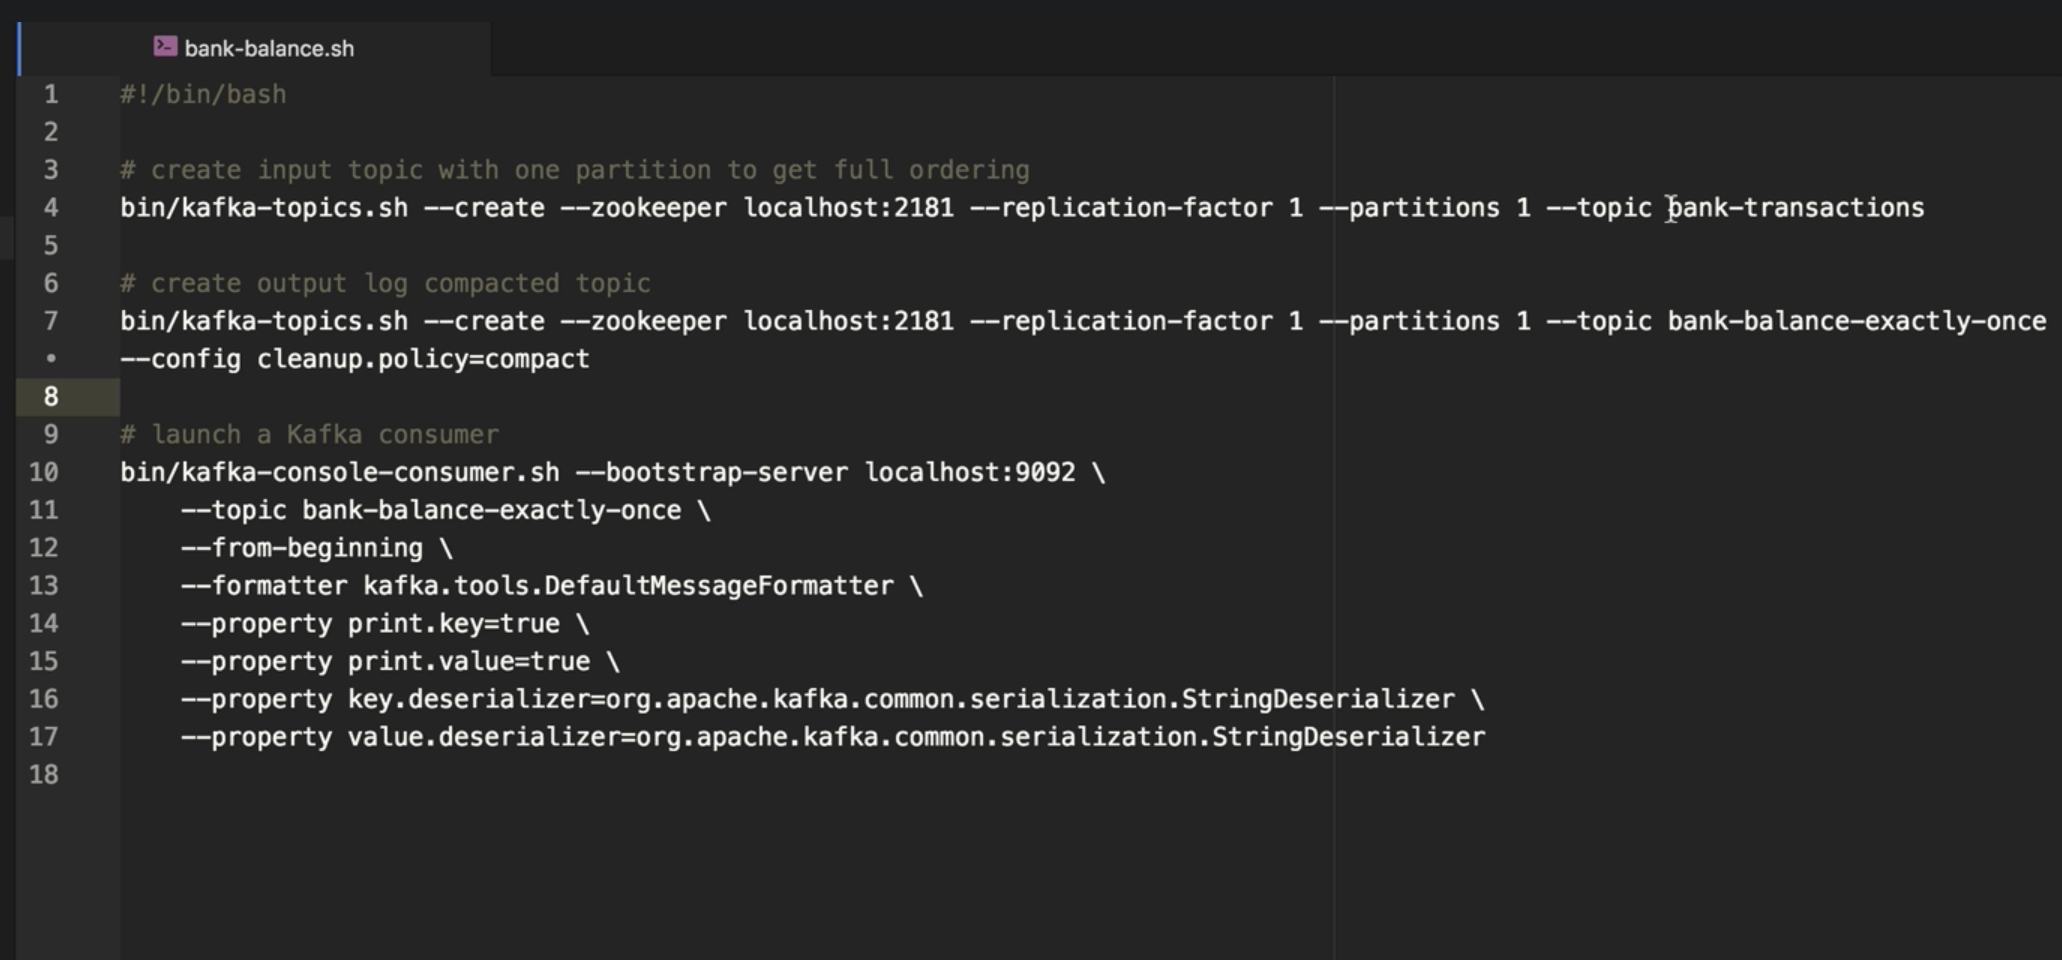 bank-balance.sh
1 #!/bin/bash
2
3 # create input topic with one partition to get full ordering
4 bin/kafka-topics.sh --create --zookeeper localhost:2181 --replication-factor 1 --partitions 1 --topic bank-transactions
5
6 # create output log compacted topic
7 bin/kafka-topics.sh --create --zookeeper localhost:2181 --replication-factor 1 --partitions 1 --topic bank-balance-exactly-once
• --config cleanup.policy=compact
8
9 # launch a Kafka consumer
10 bin/kafka-console-consumer.sh --bootstrap-server localhost:9092 \
11     --topic bank-balance-exactly-once \
12     --from-beginning \
13     --formatter kafka.tools.DefaultMessageFormatter \
14     --property print.key=true \
15     --property print.value=true \
16     --property key.deserializer=org.apache.kafka.common.serialization.StringDeserializer \
17     --property value.deserializer=org.apache.kafka.common.serialization.StringDeserializer
18